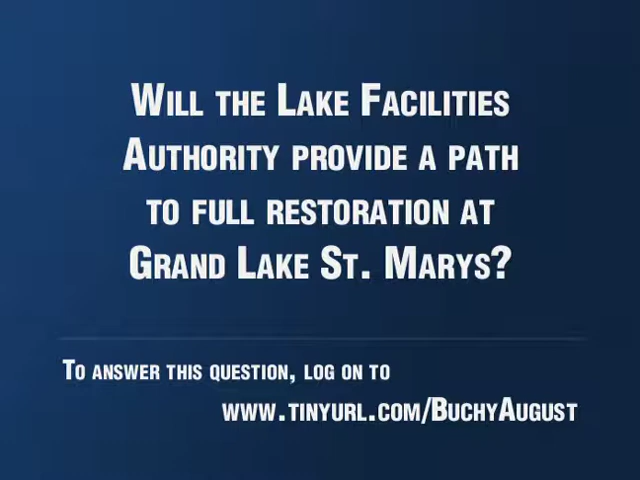 Will the Lake Facilities
Authority provide a path
to full restoration at
Grand Lake St. Marys?
To answer this question, log on to
www.tinyurl.com/BuchyAugust